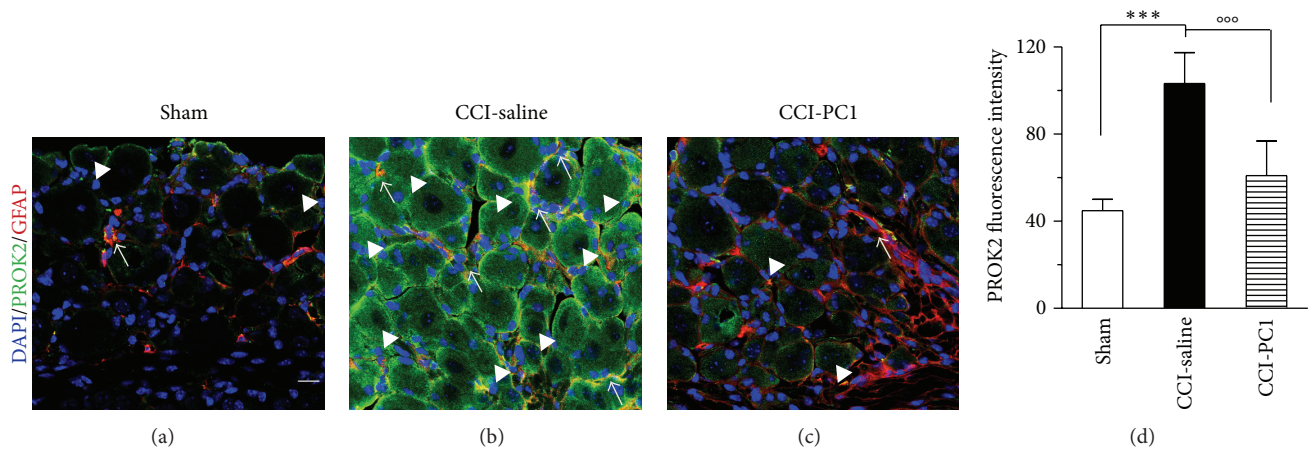 Sham
CCI-saline
CCI-PC1
DAPI/PROK2/GFAP
(a)
(b)
(c)
PROK2 fluorescence intensity
120
80
40
0
***
°°°
Sham
CCI-saline
CCI-PC1
(d)